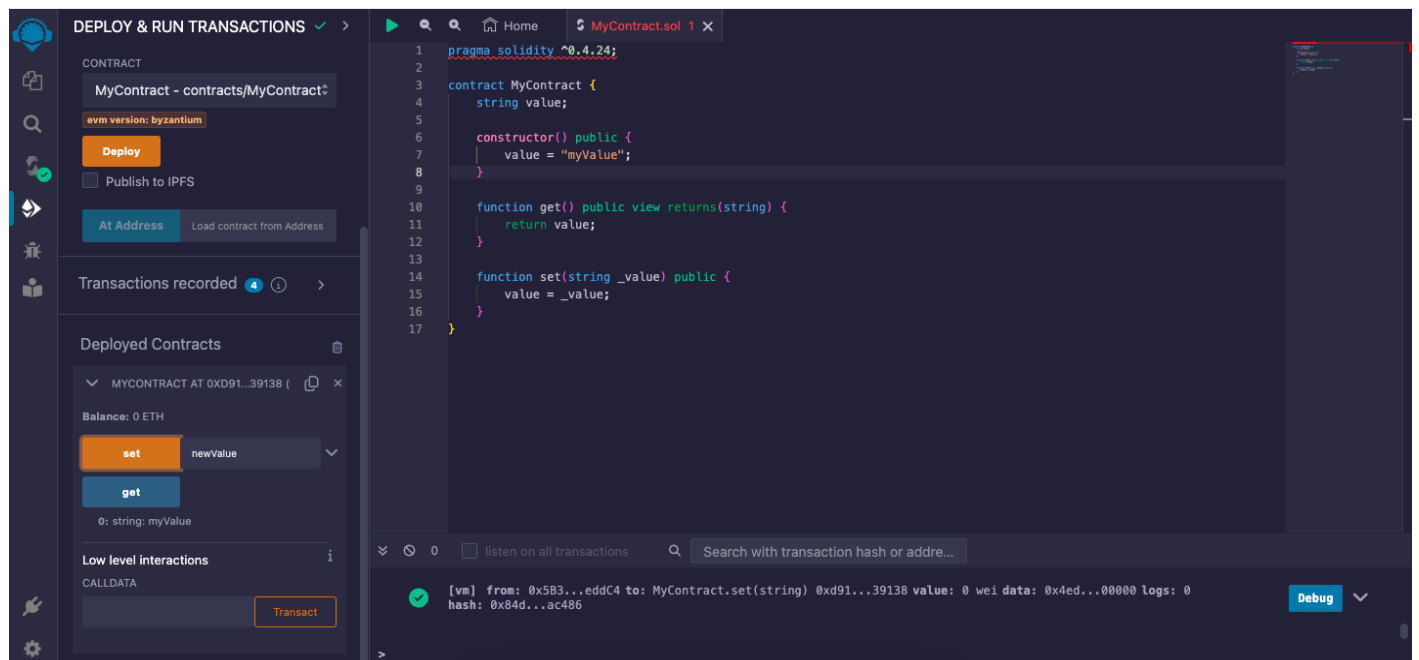 DEPLOY & RUN TRANSACTIONS
CONTRACT
MyContract - contracts/MyContract
evm version: byzantium
Deploy
Publish to IPFS
At Address
Load contract from Address
Transactions recorded 4 i
Deployed Contracts
MYCONTRACT AT 0XD91...39138 (
Balance: 0 ETH
set
newValue
get
0: string: myValue
Low level interactions
i
CALLDATA
Transact
Home
MyContract.sol 1
1 pragma solidity ^0.4.24;
2
3 contract MyContract {
4 string value;
5
6 constructor() public {
7 value = "myValue";
8 }
9
10 function get() public view returns(string) {
11 return value;
12 }
13
14 function set(string _value) public {
15 value = _value;
16 }
17 }
0
listen on all transactions
Search with transaction hash or addre...
[vm] from: 0x5B3...eddC4 to: MyContract.set(string) 0xd91...39138 value: 0 wei data: 0x4ed...00000 logs: 0
hash: 0x84d...ac486
Debug
>